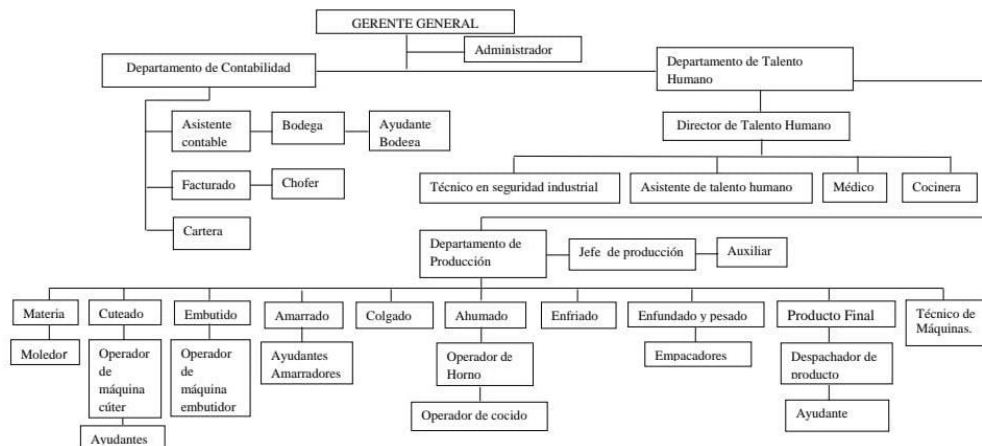 GERENTE GENERAL
Administrador
Departamento de Contabilidad
Departamento de Talento
Humano
Asistente
contable
Bodega
Ayudante
Bodega
Director de Talento Humano
Facturado
Chofer
Técnico en seguridad industrial
Asistente de talento humano
Médico
Cocinera
Cartera
Departamento de
Producción
Jefe de producción
Auxiliar
Materia
Cuteado
Embutido
Amarrado
Colgado
Ahumado
Enfriado
Enfundado y pesado
Producto Final
Técnico de
Máquinas.
Moledor
Operador
de
máquina
cúter
Operador
de
máquina
embutidor
Ayudantes
Amarradores
Operador de
Horno
Empacadores
Despachador de
producto
Operador de cocido
Ayudante
Ayudantes